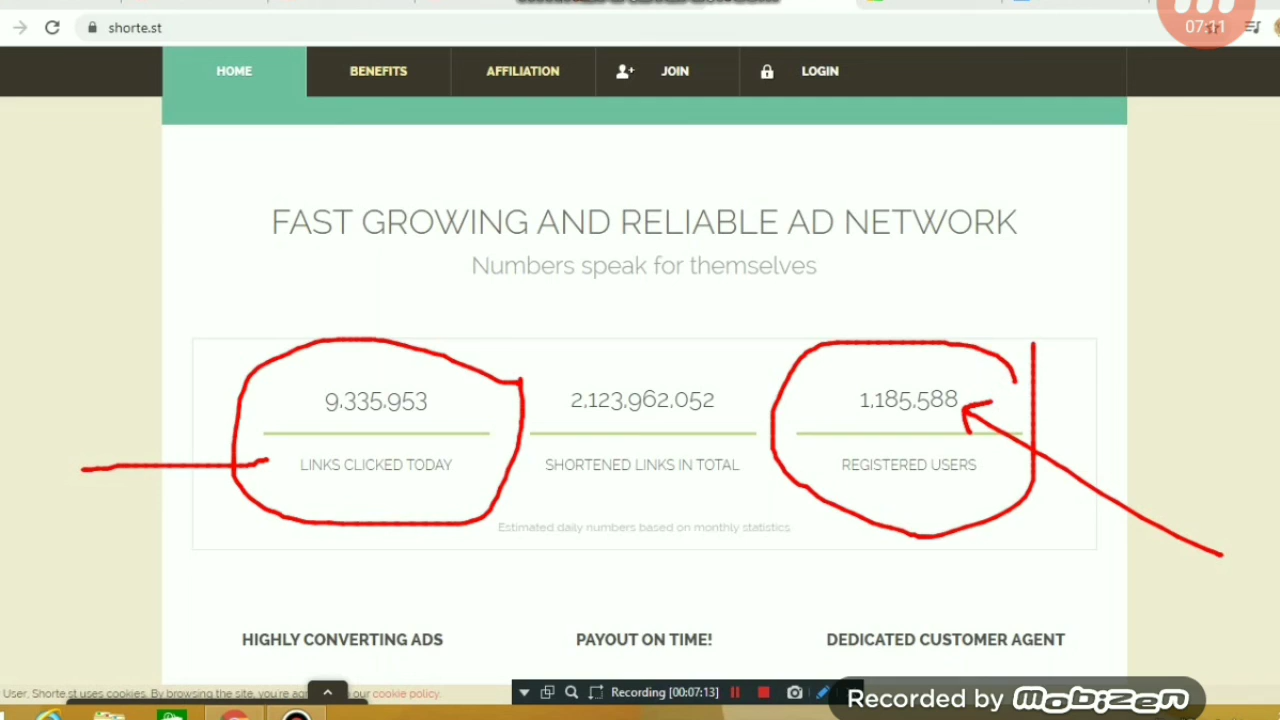 shorte.st
07:11
HOME
BENEFITS
AFFILIATION
JOIN
LOGIN
FAST GROWING AND RELIABLE AD NETWORK
Numbers speak for themselves
9,335,953
2,123,962,052
1,185,588
LINKS CLICKED TODAY
SHORTENED LINKS IN TOTAL
REGISTERED USERS
Estimated daily numbers based on monthly statistics
HIGHLY CONVERTING ADS
PAYOUT ON TIME!
DEDICATED CUSTOMER AGENT
User, Shorte.st uses cookies. By browsing the site, you're our cookie policy.
Recording [00:07:13]
Recorded by Mobizen